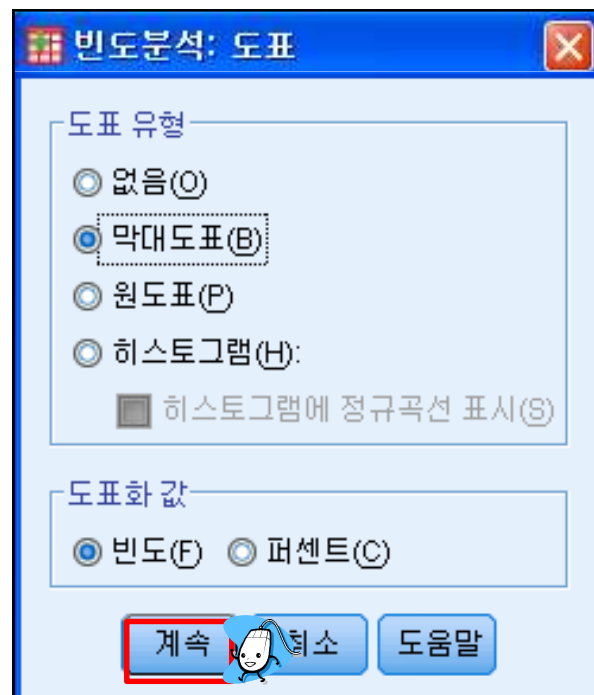 빈도분석: 도표
도표 유형
없음(O)
막대도표(B)
원도표(P)
히스토그램(H):
히스토그램에 정규곡선 표시(S)
도표화 값
빈도(F) 퍼센트(C)
계속 취소 도움말